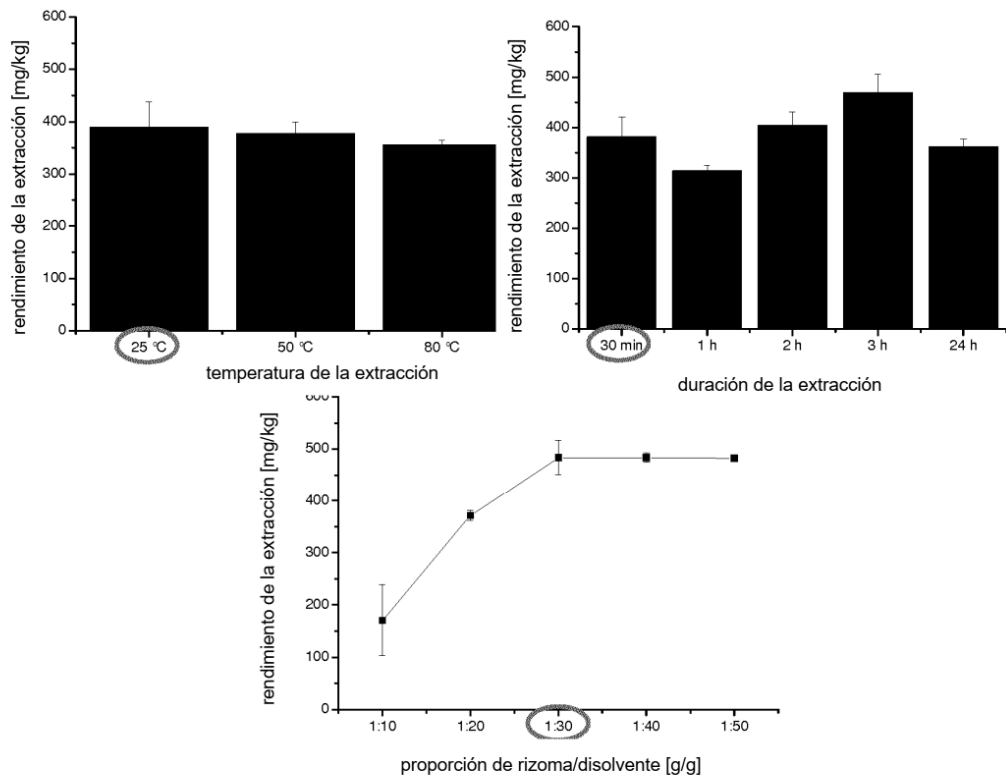 rendimiento de la extracción [mg/kg]
600
500
400
300
200
100
0
25 °C 50 °C 80 °C
temperatura de la extracción
rendimiento de la extracción [mg/kg]
600
500
400
300
200
100
0
30 min 1 h 2 h 3 h 24 h
duración de la extracción
rendimiento de la extracción [mg/kg]
600
500
400
300
200
100
0
1:10 1:20 1:30 1:40 1:50
proporción de rizoma/disolvente [g/g]